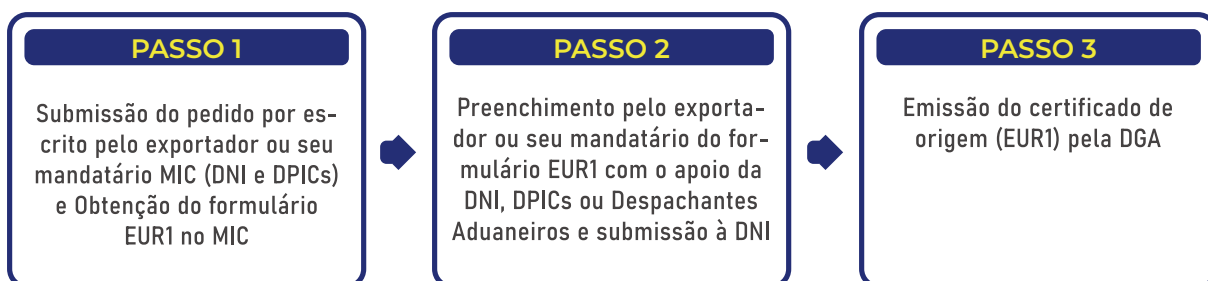 PASSO 1
Submissão do pedido por es-
crito pelo exportador ou seu
mandatário MIC (DNI e DPICs)
e Obtenção do formulário
EUR1 no MIC
PASSO 2
Preenchimento pelo exporta-
dor ou seu mandatário do for-
mulário EUR1 com o apoio da
DNI, DPICs ou Despachantes
Aduaneiros e submissão à DNI
PASSO 3
Emissão do certificado de
origem (EUR1) pela DGA